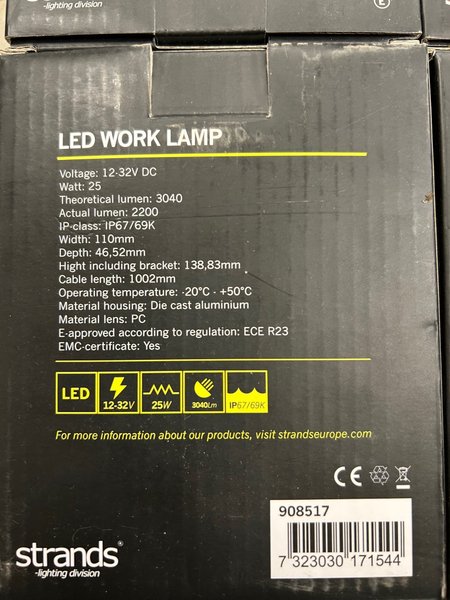 -lighting division
E
LED WORK LAMP
Voltage: 12-32V DC
Watt: 25
Theoretical lumen: 3040
Actual lumen: 2200
IP-class: IP67/69K
Width: 110mm
Depth: 46,52mm
Hight including bracket: 138,83mm
Cable length: 1002mm
Operating temperature: -20°C - +50°C
Material housing: Die cast aluminium
Material lens: PC
E-approved according to regulation: ECE R23
EMC-certificate: Yes
LED 12-32V 25W 3040Lm IP67/69K
For more information about our products, visit strandseurope.com
CE
908517
7 323030 171544
strands®
-lighting division